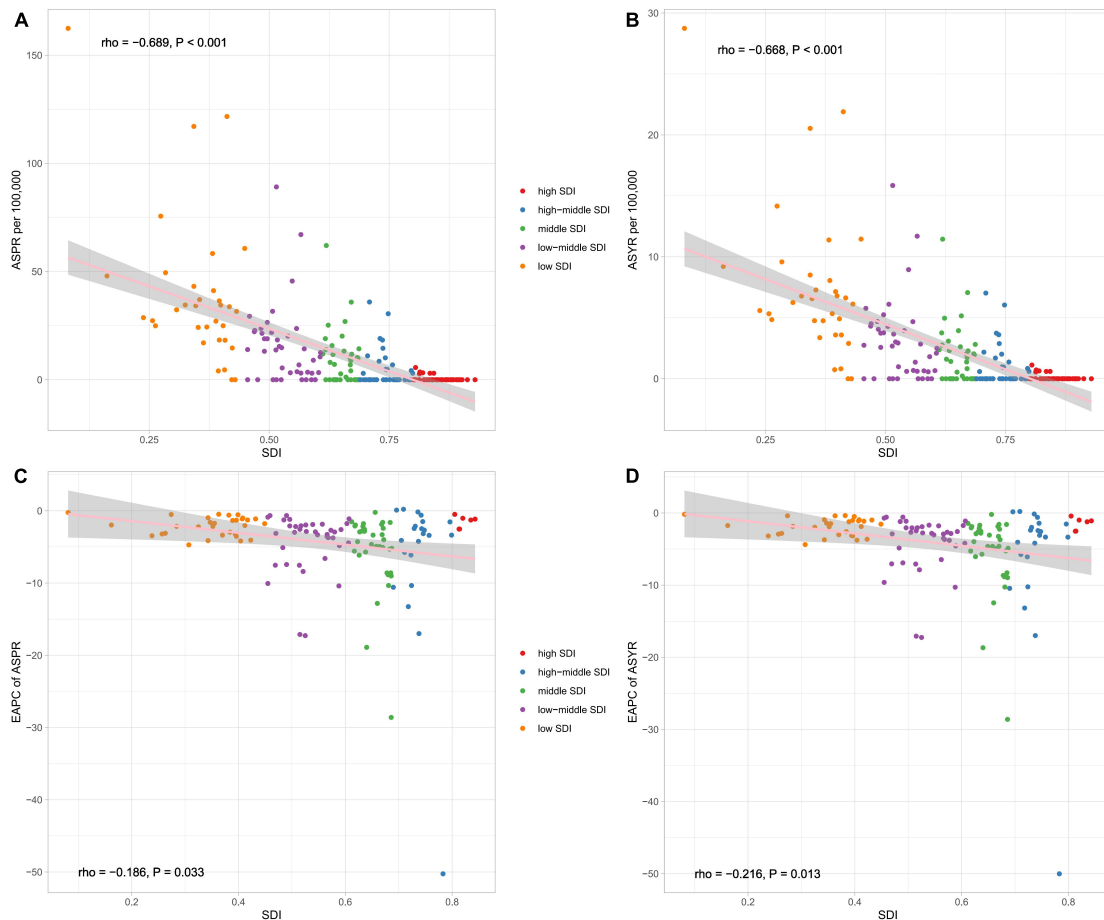 A
B
rho = −0.689, P < 0.001
rho = −0.668, P < 0.001
150
100
50
0
ASPR per 100,000
0.25
0.50
0.75
SDI
high SDI
high−middle SDI
middle SDI
low−middle SDI
low SDI
30
20
10
0
ASYR per 100,000
0.25
0.50
0.75
SDI
C
D
0
−10
−20
−30
−40
−50
EAPC of ASPR
rho = −0.186, P = 0.033
0.2
0.4
0.6
0.8
SDI
high SDI
high−middle SDI
middle SDI
low−middle SDI
low SDI
0
−10
−20
−30
−40
−50
EAPC of ASYR
rho = −0.216, P = 0.013
0.2
0.4
0.6
0.8
SDI